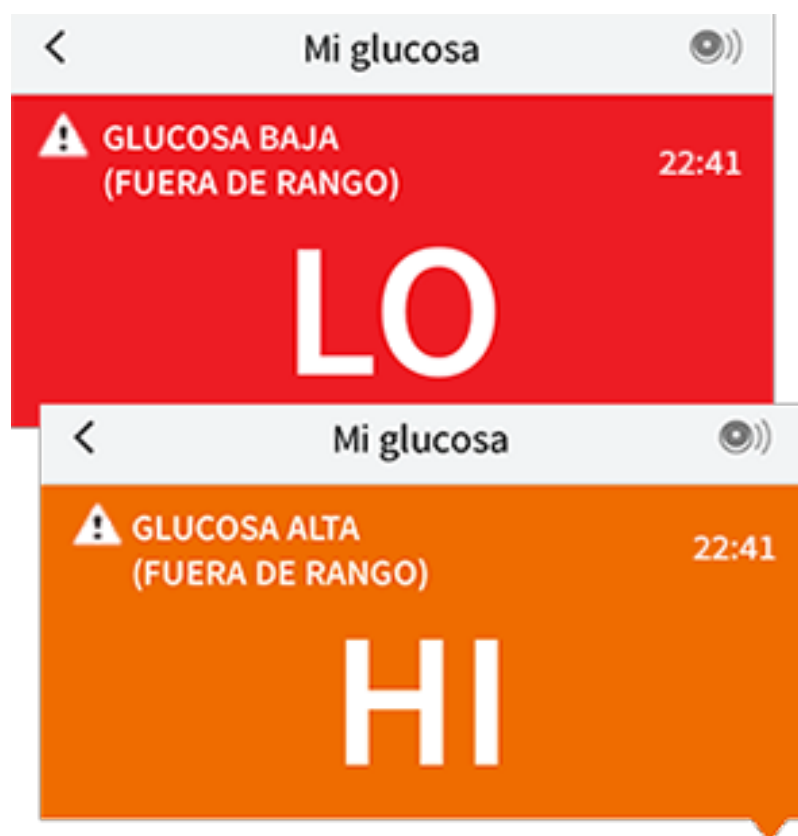 Mi glucosa
GLUCOSA BAJA
(FUERA DE RANGO)
22:41
LO
Mi glucosa
GLUCOSA ALTA
(FUERA DE RANGO)
22:41
HI